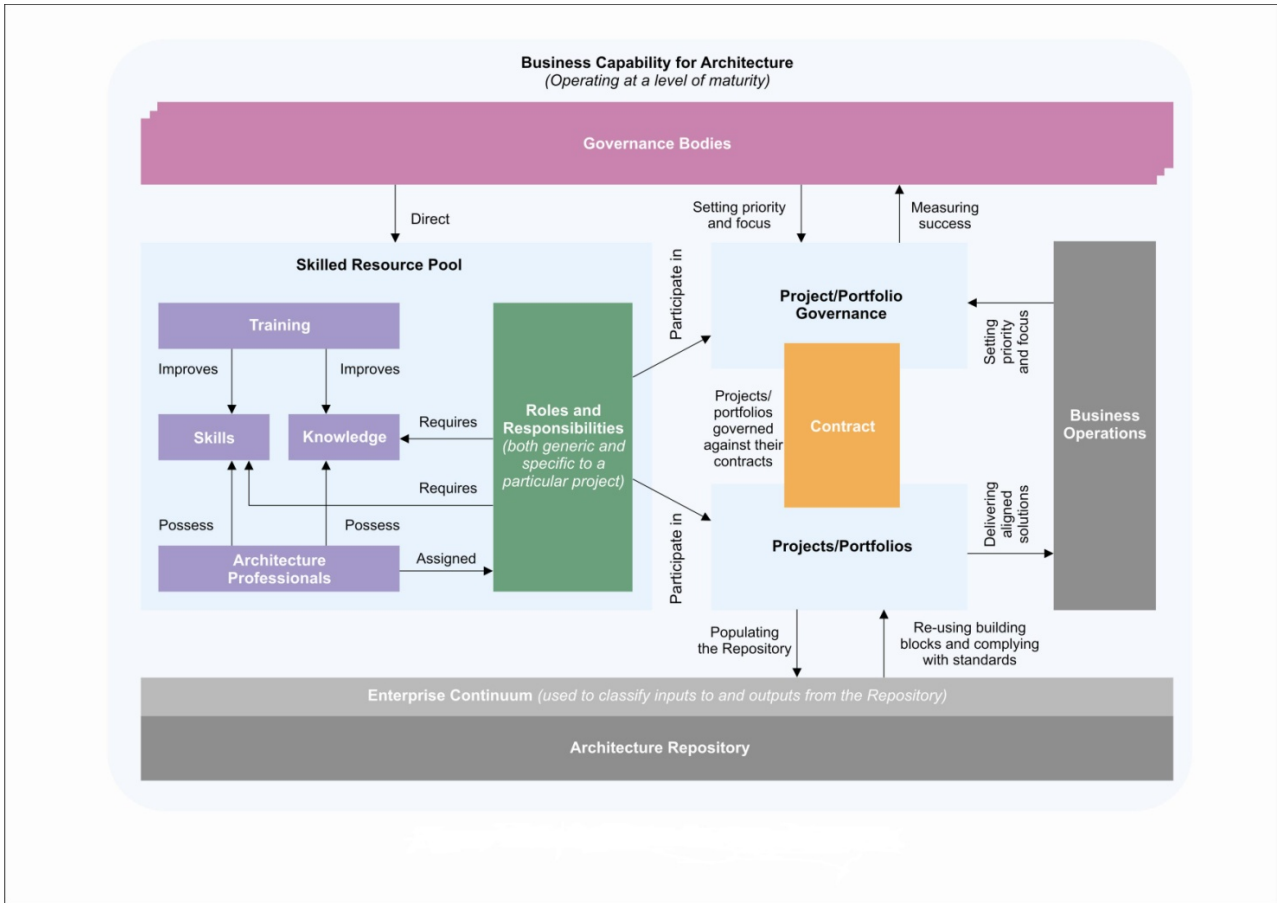 Business Capability for Architecture
(Operating at a level of maturity)
Governance Bodies
Direct
Setting priority
and focus
Measuring
success
Skilled Resource Pool
Training
Improves
Improves
Skills
Knowledge
Requires
Requires
Possess
Possess
Architecture
Professionals
Assigned
Roles and
Responsibilities
(both generic and
specific to a
particular project)
Participate in
Participate in
Project/Portfolio
Governance
Projects/
portfolios
governed
against their
contracts
Contract
Projects/Portfolios
Setting
priority
and focus
Delivering
aligned
solutions
Business
Operations
Populating
the Repository
Re-using building
blocks and complying
with standards
Enterprise Continuum (used to classify inputs to and outputs from the Repository)
Architecture Repository